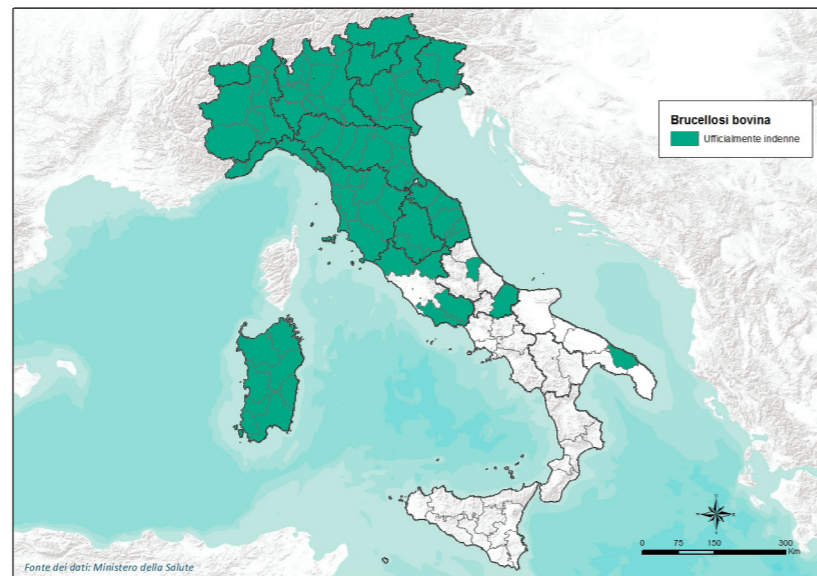 Brucellosi bovina
Ufficialmente indenne
0 75 150 300
Km
Fonte dei dati: Ministero della Salute